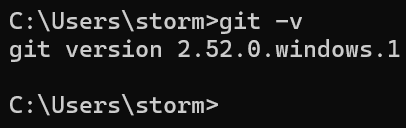 C:\Users\storm>git -v
git version 2.52.0.windows.1
C:\Users\storm>